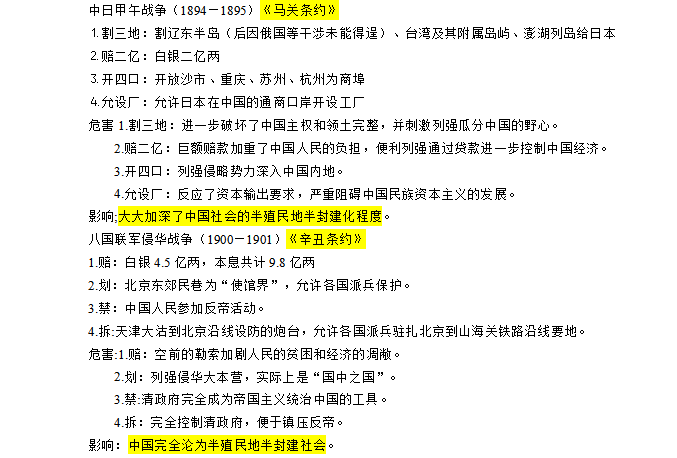 中日甲午战争（1894－1895）《马关条约》
1.割三地：割辽东半岛（后因俄国等干涉未能得逞）、台湾及其附属岛屿、澎湖列岛给日本
2.赔二亿：白银二亿两
3.开四口：开放沙市、重庆、苏州、杭州为商埠
4.允设厂：允许日本在中国的通商口岸开设工厂
危害 1.割三地：进一步破坏了中国主权和领土完整，并刺激列强瓜分中国的野心。
2.赔二亿：巨额赔款加重了中国人民的负担，便利列强通过贷款进一步控制中国经济。
3.开四口：列强侵略势力深入中国内地。
4.允设厂：反应了资本输出要求，严重阻碍中国民族资本主义的发展。
影响;大大加深了中国社会的半殖民地半封建化程度。
八国联军侵华战争（1900－1901）《辛丑条约》
1.赔：白银 4.5 亿两，本息共计 9.8 亿两
2.划：北京东郊民巷为“使馆界”，允许各国派兵保护。
3.禁：中国人民参加反帝活动。
4.拆:天津大沽到北京沿线设防的炮台，允许各国派兵驻扎北京到山海关铁路沿线要地。
危害:1.赔：空前的勒索加剧人民的贫困和经济的凋敝。
2.划：列强侵华大本营，实际上是“国中之国”。
3.禁:清政府完全成为帝国主义统治中国的工具。
4.拆：完全控制清政府，便于镇压反帝。
影响：中国完全沦为半殖民地半封建社会。